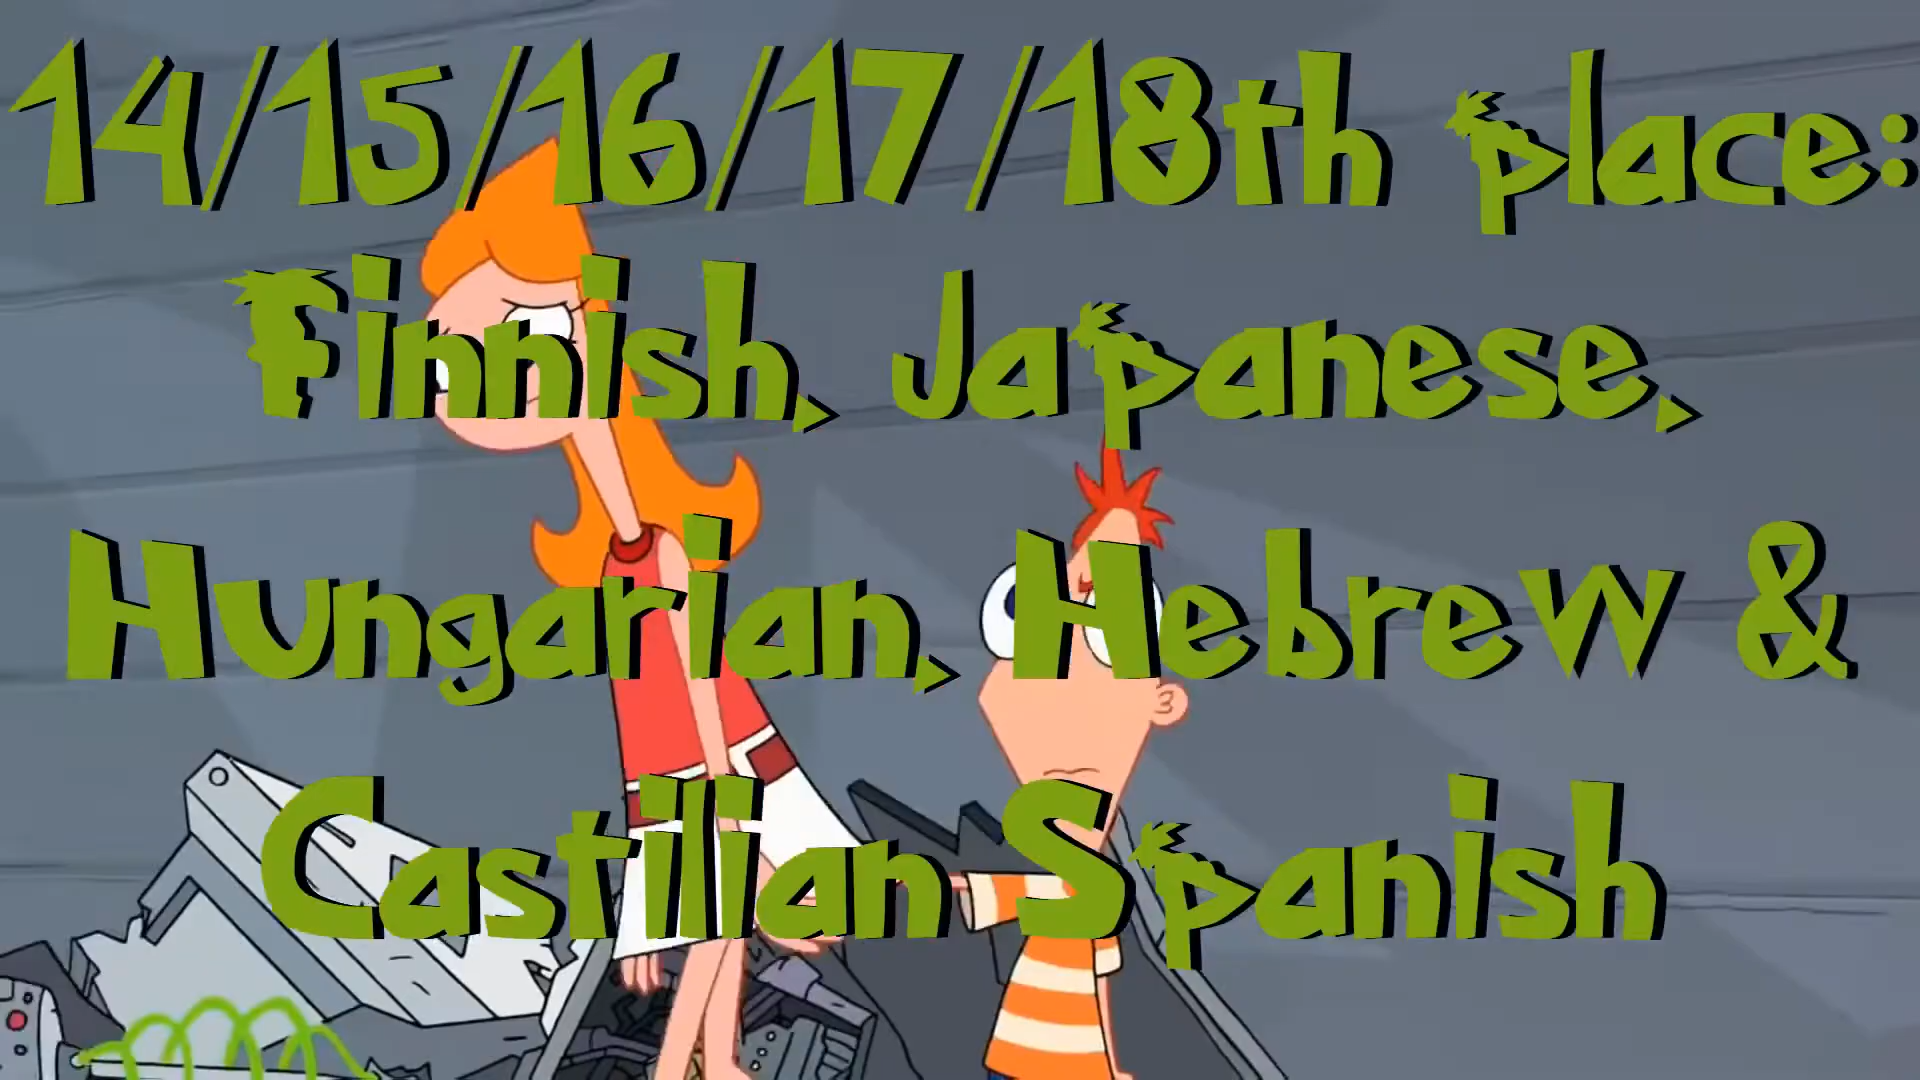 14/15/16/17/18th place:
Finnish, Japanese,
Hungarian, Hebrew &
Castilian Spanish